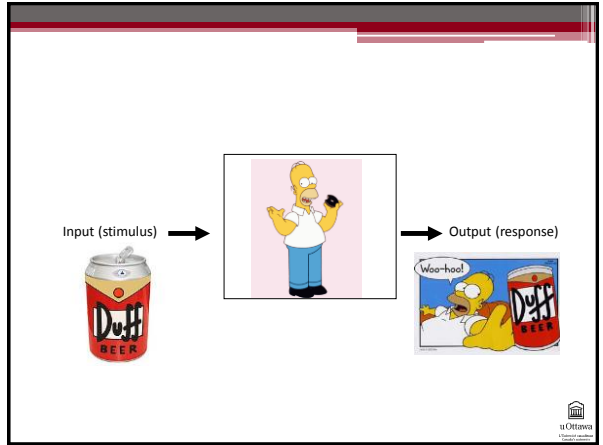 Input (stimulus)
Output (response)
Duff
BEER
Woo-hoo!
Duff
BEER
uOttawa